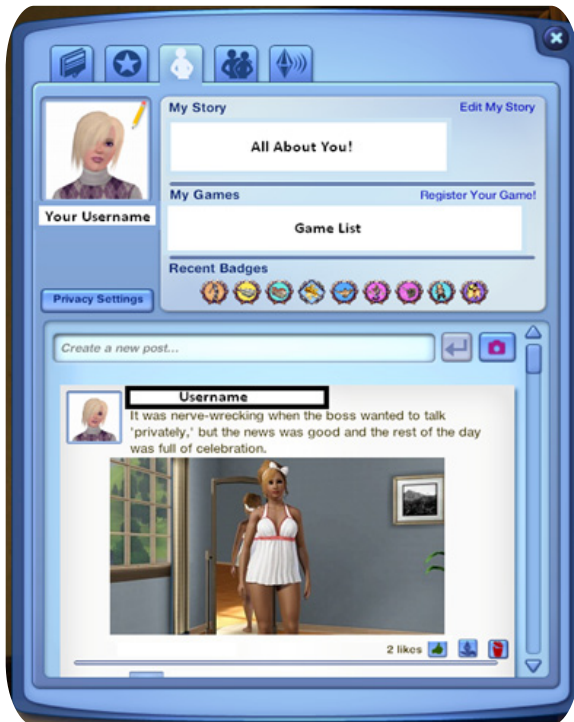 My Story
Edit My Story
All About You!
Your Username
My Games
Register Your Game!
Game List
Recent Badges
Privacy Settings
Create a new post...
Username
It was nerve-wrecking when the boss wanted to talk
'privately,' but the news was good and the rest of the day
was full of celebration.
2 likes